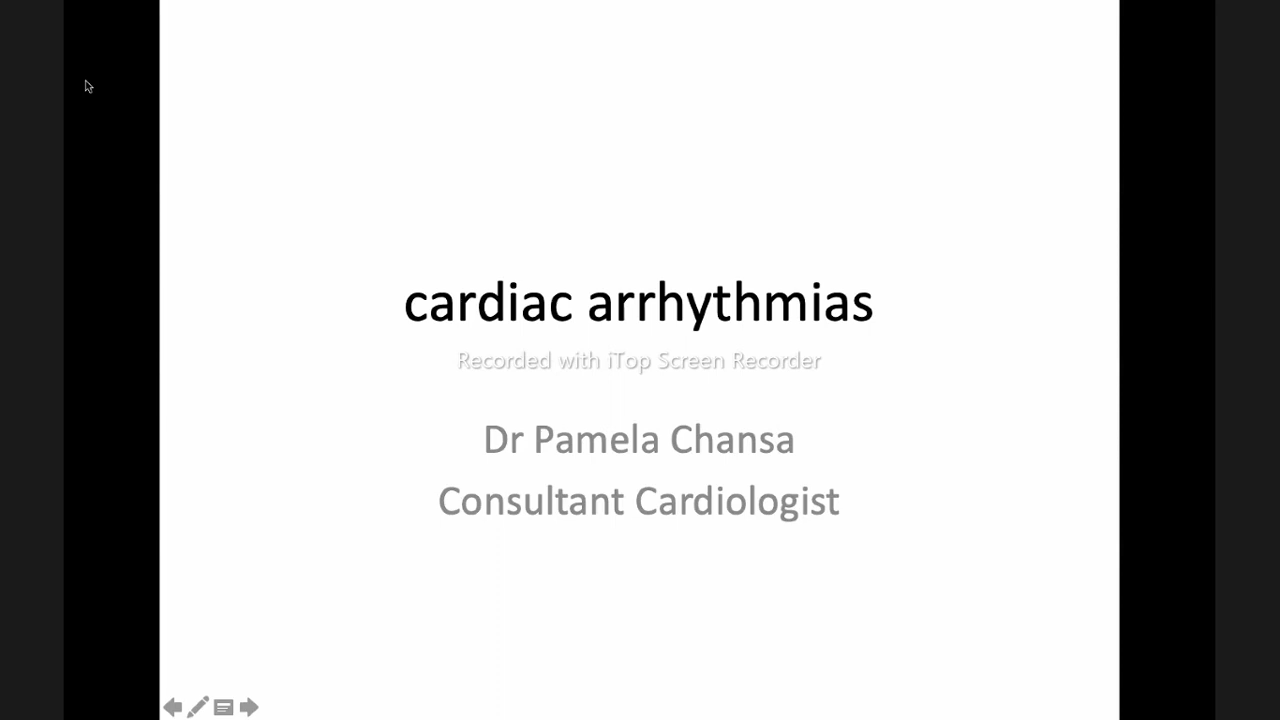 cardiac arrhythmias
Recorded with iTop Screen Recorder
Dr Pamela Chansa
Consultant Cardiologist